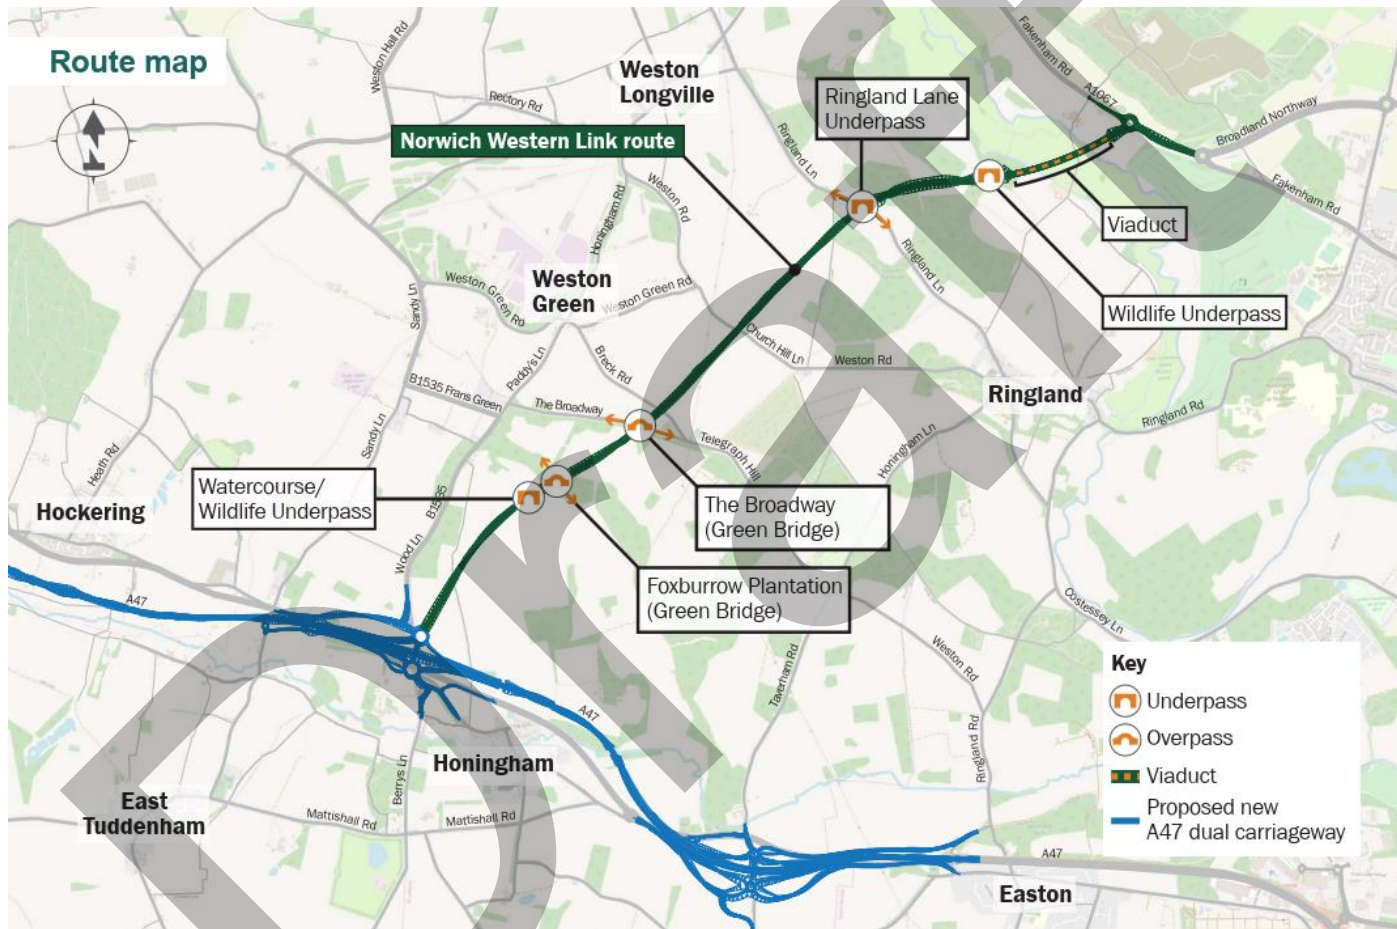 Route map
N
Weston Hall Rd
Rectory Rd
Weston
Longville
Ringland Lane
Underpass
Fakenham Rd
A1067
Broadland Northway
Norwich Western Link route
Ringland Ln
Honingham Rd
Weston Rd
Fakenham Rd
Viaduct
Ringland Ln
Wildlife Underpass
Weston
Green
Weston Green Rd
Weston Green Rd
Sandy Ln
Church Hill Ln
Weston Rd
Paddy's Ln
Breck Rd
B1535 Frans Green
The Broadway
Ringland
Ringland Rd
Telegraph Hill
Honingham Ln
Sandy Ln
Heath Rd
Hockering
Watercourse/
Wildlife Underpass
B1535
Wood Ln
The Broadway
(Green Bridge)
Foxburrow Plantation
(Green Bridge)
A47
Costessey Ln
Weston Rd
Taverham Rd
Ringland Rd
A47
Honingham
Berrys Ln
East
Tuddenham
Mattishall Rd
Mattishall Rd
A47
Easton
Key
Underpass
Overpass
Viaduct
Proposed new
A47 dual carriageway
Draft